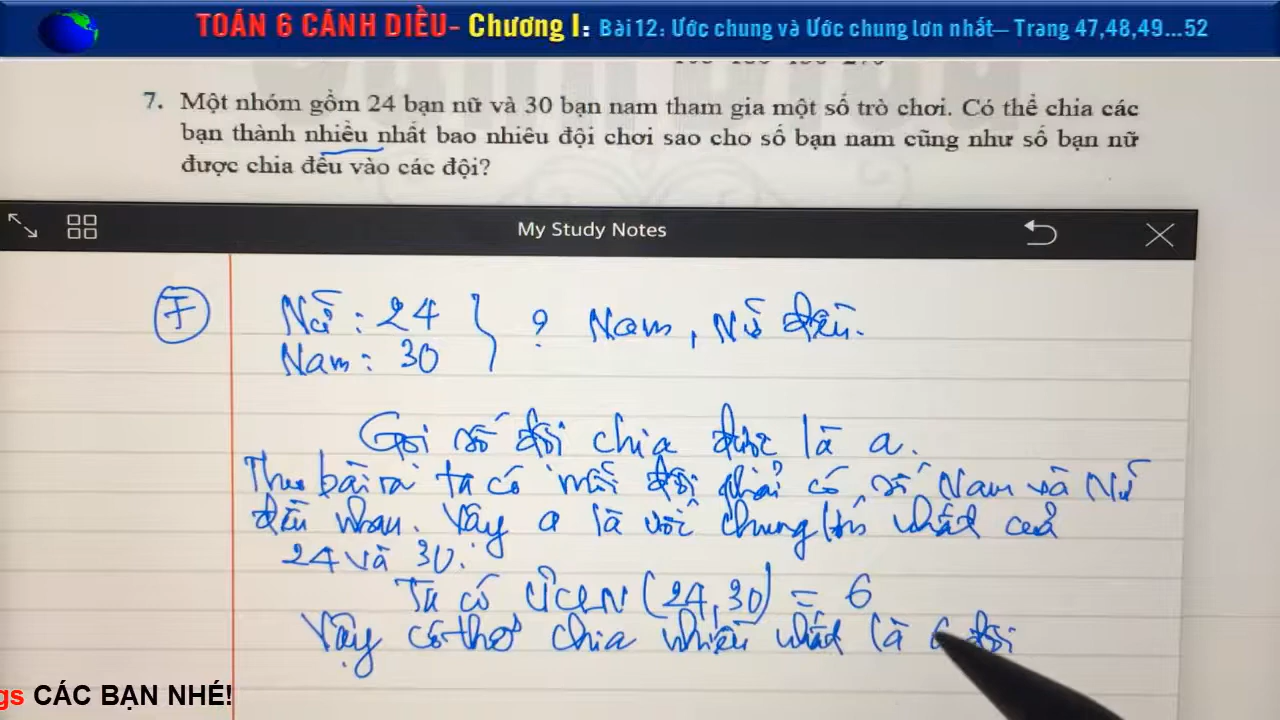 TOÁN 6 CÁNH DIỀU- Chương I: Bài 12: Ước chung và Ước chung lớn nhất– Trang 47,48,49...52
7. Một nhóm gồm 24 bạn nữ và 30 bạn nam tham gia một số trò chơi. Có thể chia các
bạn thành nhiều nhất bao nhiêu đội chơi sao cho số bạn nam cũng như số bạn nữ
được chia đều vào các đội?
My Study Notes
7 Nữ : 24 } ? Nam, Nữ đều.
Nam : 30
Gọi số đội chia được là a.
Theo bài ra ta có mỗi đội phải có số Nam và Nữ
đều nhau. Vậy a là ước chung lớn nhất của
24 và 30.
Ta có ƯCLN (24,30) = 6
Vậy có thể chia nhiều nhất là 6 đội
gs CÁC BẠN NHÉ!